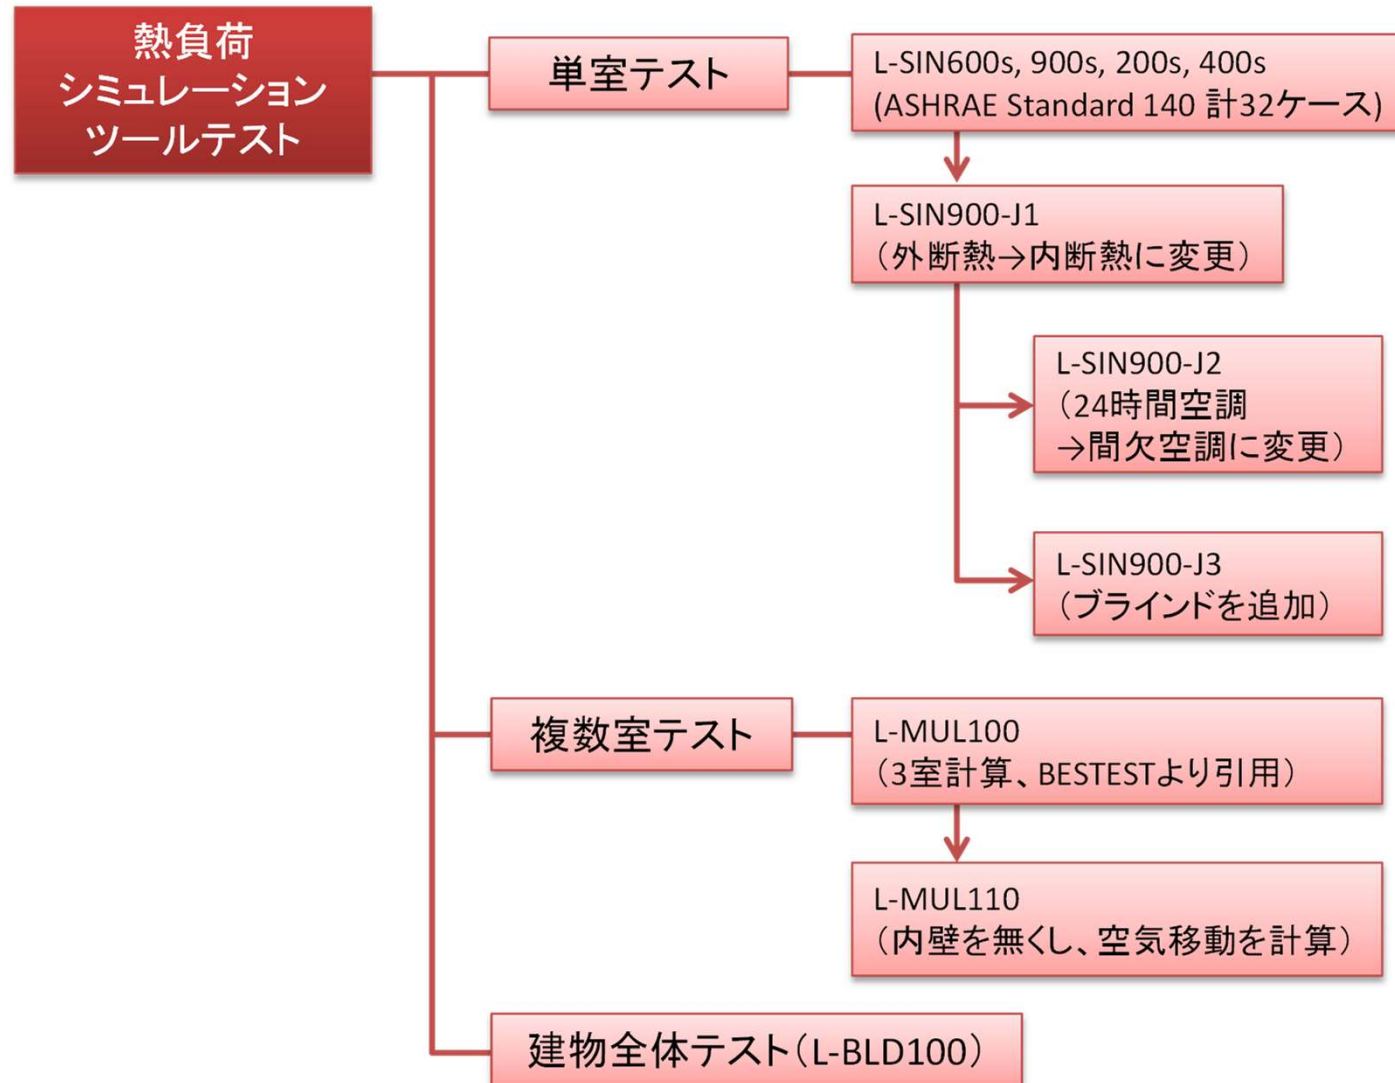 熱負荷
シミュレーション
ツールテスト
単室テスト
L-SIN600s, 900s, 200s, 400s
(ASHRAE Standard 140 計32ケース)
L-SIN900-J1
（外断熱→内断熱に変更）
L-SIN900-J2
（24時間空調
→間欠空調に変更）
L-SIN900-J3
（ブラインドを追加）
複数室テスト
L-MUL100
（3室計算、BESTESTより引用）
L-MUL110
（内壁を無くし、空気移動を計算）
建物全体テスト（L-BLD100）